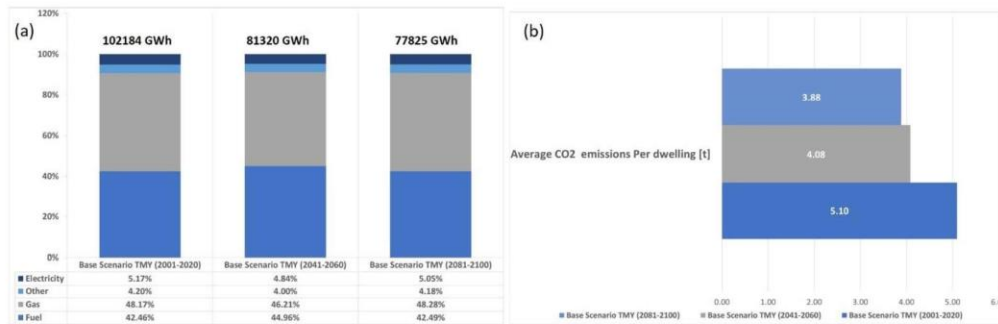 (a)
120%
102184 GWh 81320 GWh 77825 GWh
100%
80%
60%
40%
20%
0%
Base Scenario TMY (2001-2020) Base Scenario TMY (2041-2060) Base Scenario TMY (2081-2100)
Electricity 5.17% 4.84% 5.05%
Other 4.20% 4.00% 4.18%
Gas 48.17% 46.21% 48.28%
Fuel 42.46% 44.96% 42.49%
(b)
3.88
Average CO2 emissions Per dwelling [t]
4.08
5.10
0.00 1.00 2.00 3.00 4.00 5.00
Base Scenario TMY (2081-2100) Base Scenario TMY (2041-2060) Base Scenario TMY (2001-2020)